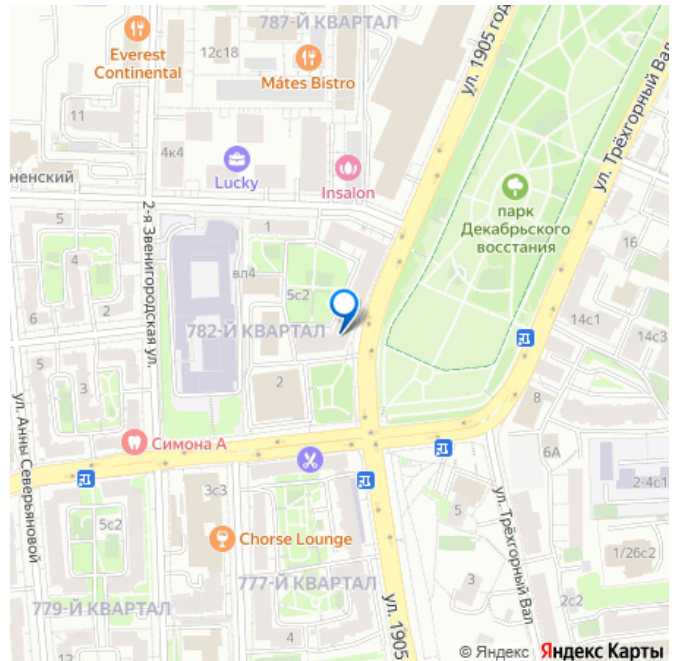 787-Й КВАРТАЛ
Everest
Continental
12с18
Mátes Bistro
ул. 1905 год
ул. Трёхгорный Вал
11
4к4
Lucky
Insalon
ненский
парк
Декабрьского
восстания
2-я Звенигородская ул.
5
1
16
4
вл4
5с2
6
2
782-Й КВАРТАЛ
14с1
14с3
5
3
2
8
ул. Анны Северьяновой
Симона А
6А
3с3
2-4с1
5с2
Chorse Lounge
5
ул. Трёхгорный Вал
1/26с2
777-Й КВАРТАЛ
3
779-Й КВАРТАЛ
ул. 1905
2с2
4
© Яндекс Яндекс Карты